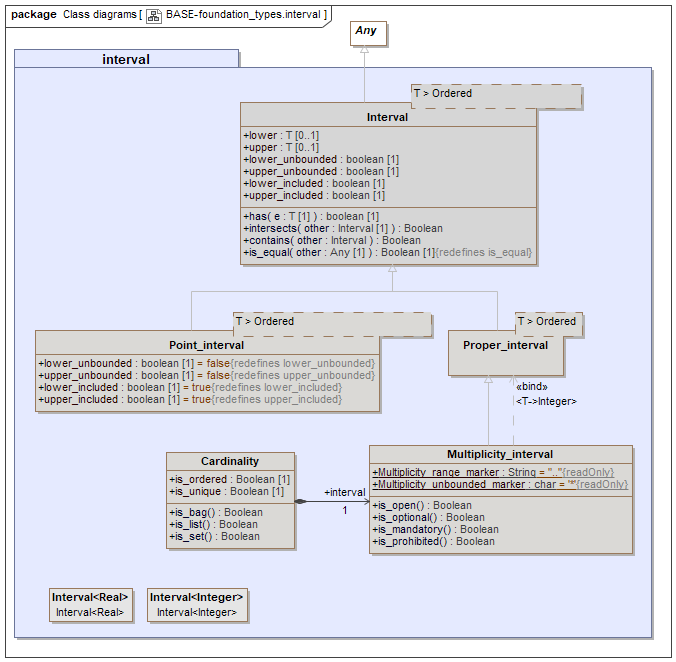 package Class diagrams [ BASE-foundation_types.interval ]
Any
interval
T > Ordered
Interval
+lower : T [0..1]
+upper : T [0..1]
+lower_unbounded : boolean [1]
+upper_unbounded : boolean [1]
+lower_included : boolean [1]
+upper_included : boolean [1]
+has( e : T [1] ) : boolean [1]
+intersects( other : Interval [1] ) : Boolean
+contains( other : Interval ) : Boolean
+is_equal( other : Any [1] ) : Boolean [1]{redefines is_equal}
T > Ordered
Point_interval
+lower_unbounded : boolean [1] = false{redefines lower_unbounded}
+upper_unbounded : boolean [1] = false{redefines upper_unbounded}
+lower_included : boolean [1] = true{redefines lower_included}
+upper_included : boolean [1] = true{redefines upper_included}
T > Ordered
Proper_interval
«bind»
<T->Integer>
Cardinality
+is_ordered : Boolean [1]
+is_unique : Boolean [1]
+is_bag() : Boolean
+is_list() : Boolean
+is_set() : Boolean
+interval
1
Multiplicity_interval
+Multiplicity_range_marker : String = ".."{readOnly}
+Multiplicity_unbounded_marker : char = '*'{readOnly}
+is_open() : Boolean
+is_optional() : Boolean
+is_mandatory() : Boolean
+is_prohibited() : Boolean
Interval<Real>
Interval<Real>
Interval<Integer>
Interval<Integer>